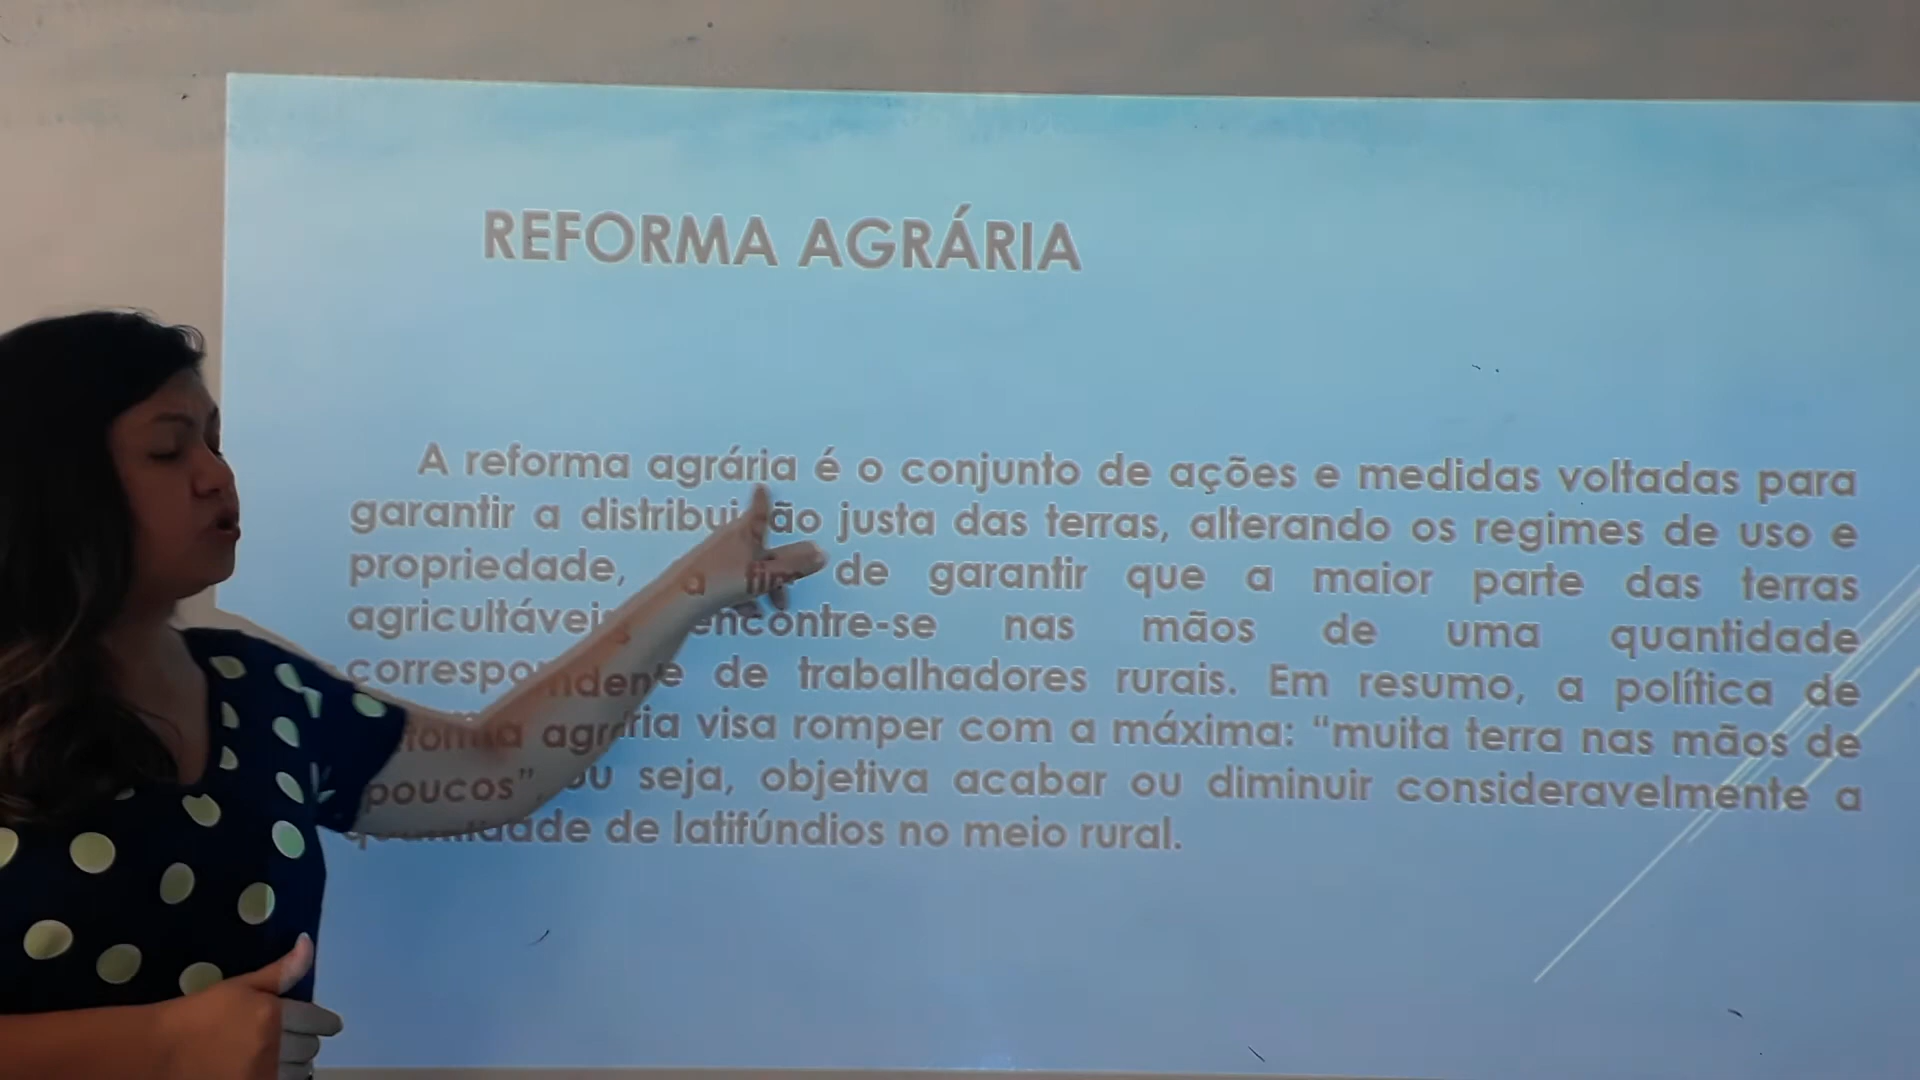 REFORMA AGRÁRIA
A reforma agrária é o conjunto de ações e medidas voltadas para
garantir a distribuição justa das terras, alterando os regimes de uso e
propriedade, a fim de garantir que a maior parte das terras
agricultáveis encontre-se nas mãos de uma quantidade
correspondente de trabalhadores rurais. Em resumo, a política de
reforma agrária visa romper com a máxima: “muita terra nas mãos de
poucos”, ou seja, objetiva acabar ou diminuir consideravelmente a
quantidade de latifúndios no meio rural.